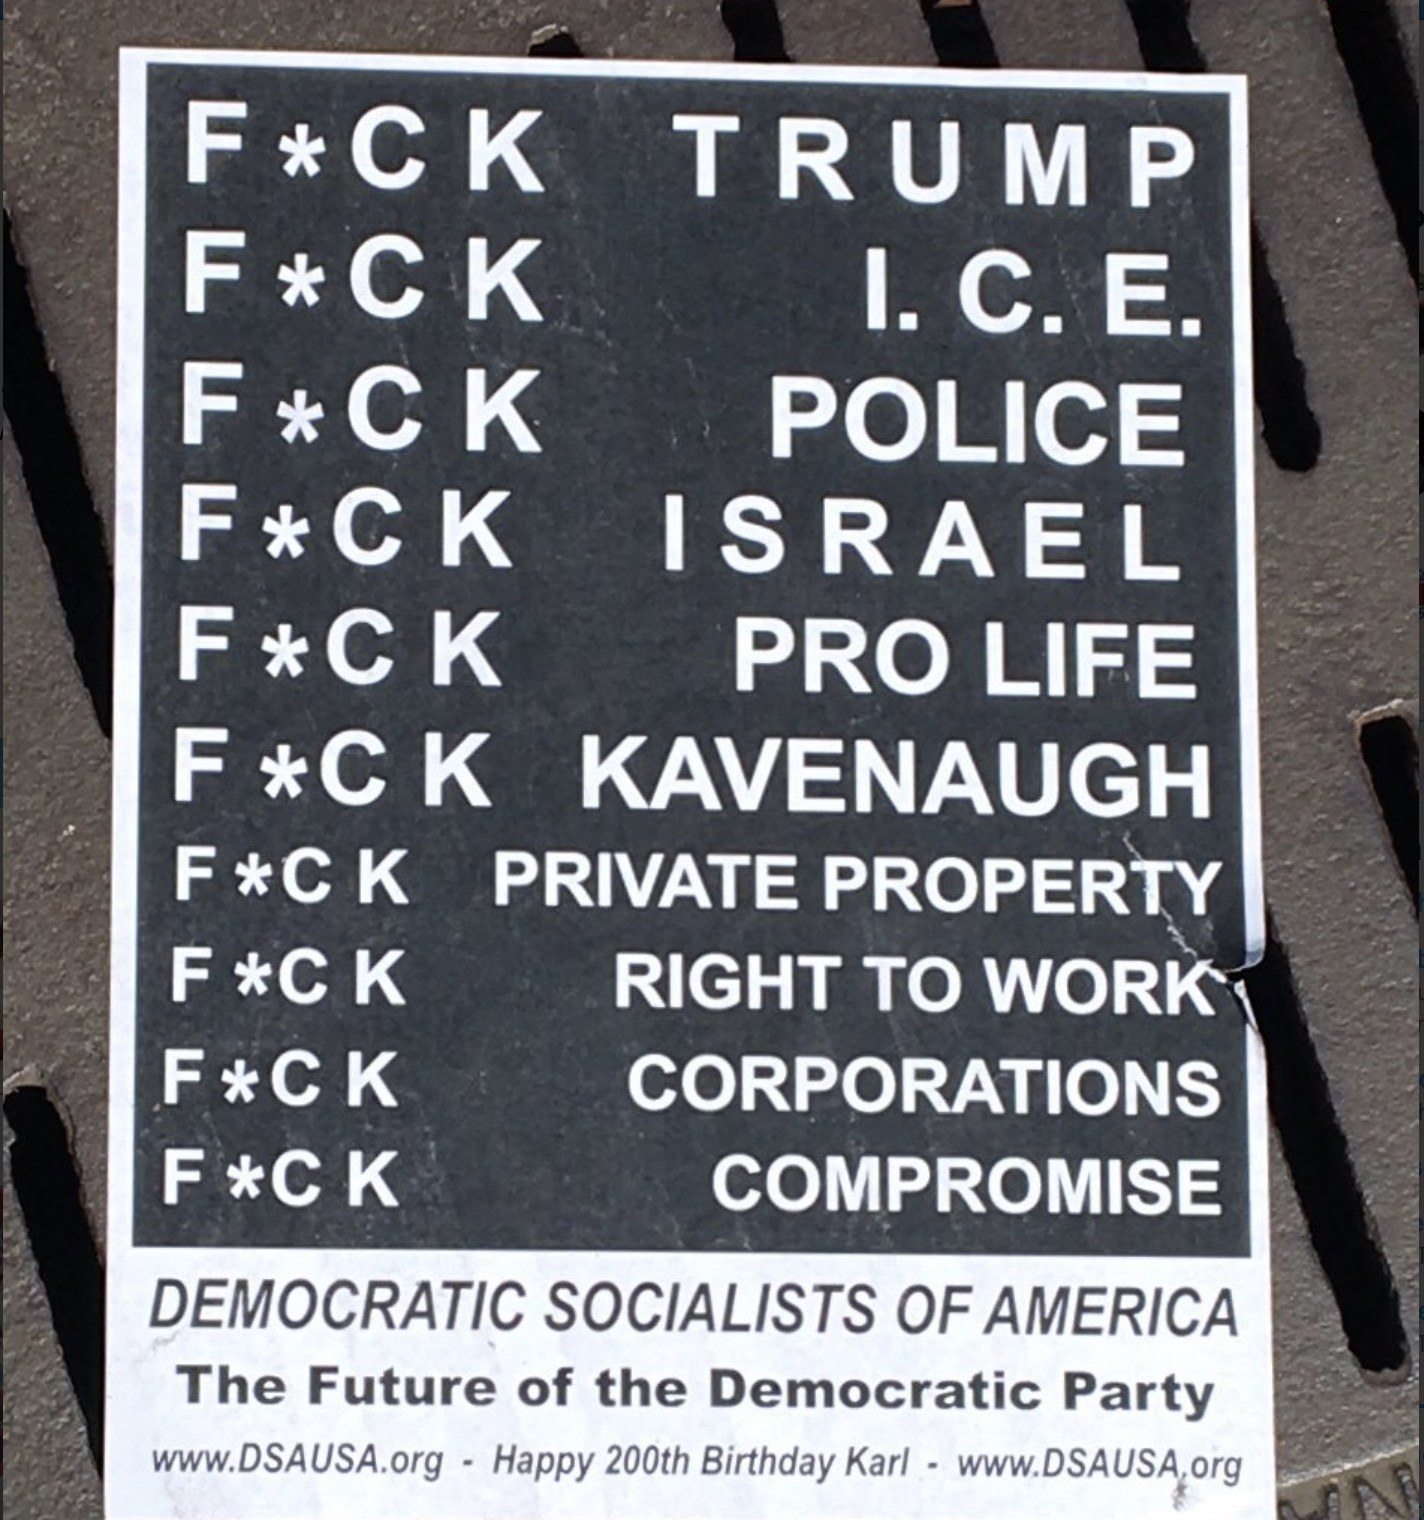 F*CK TRUMP
F*CK I.C.E.
F*CK POLICE
F*CK ISRAEL
F*CK PRO LIFE
F*CK KAVENAUGH
F*CK PRIVATE PROPERTY
F*CK RIGHT TO WORK
F*CK CORPORATIONS
F*CK COMPROMISE
DEMOCRATIC SOCIALISTS OF AMERICA
The Future of the Democratic Party
www.DSAUSA.org - Happy 200th Birthday Karl - www.DSAUSA.org